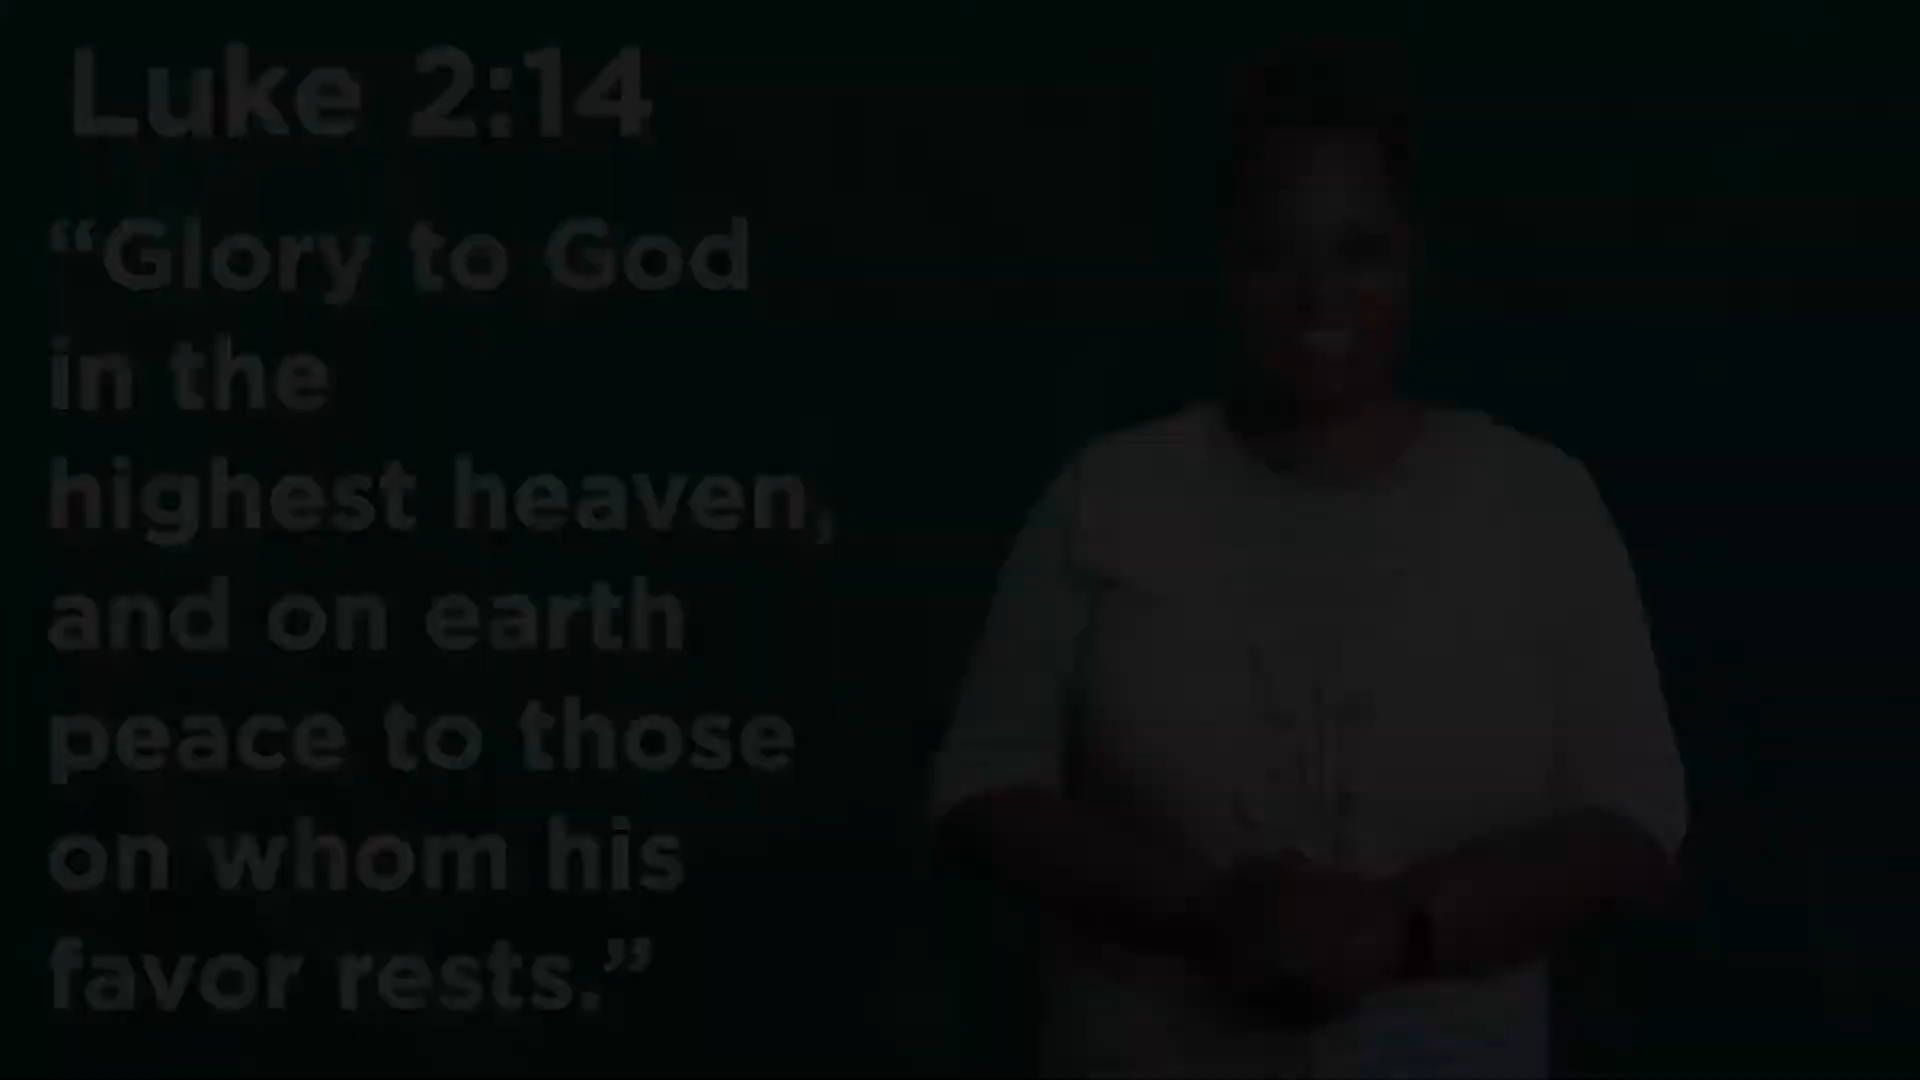 Luke 2:14
“Glory to God
in the
highest heaven,
and on earth
peace to those
on whom his
favor rests.”